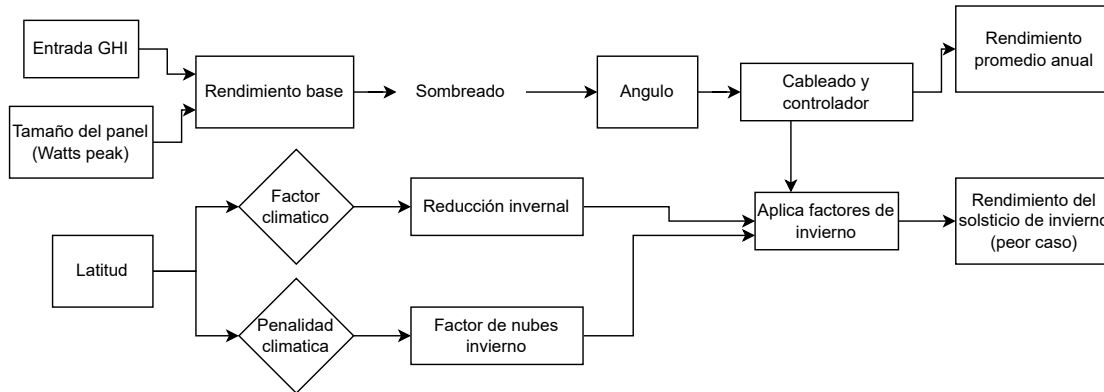 Entrada GHI
Tamaño del panel
(Watts peak)
Rendimiento base
Sombreado
Angulo
Cableado y
controlador
Rendimiento
promedio anual
Latitud
Factor
climatico
Reducción invernal
Penalidad
climatica
Factor de nubes
invierno
Aplica factores de
invierno
Rendimiento del
solsticio de invierno
(peor caso)